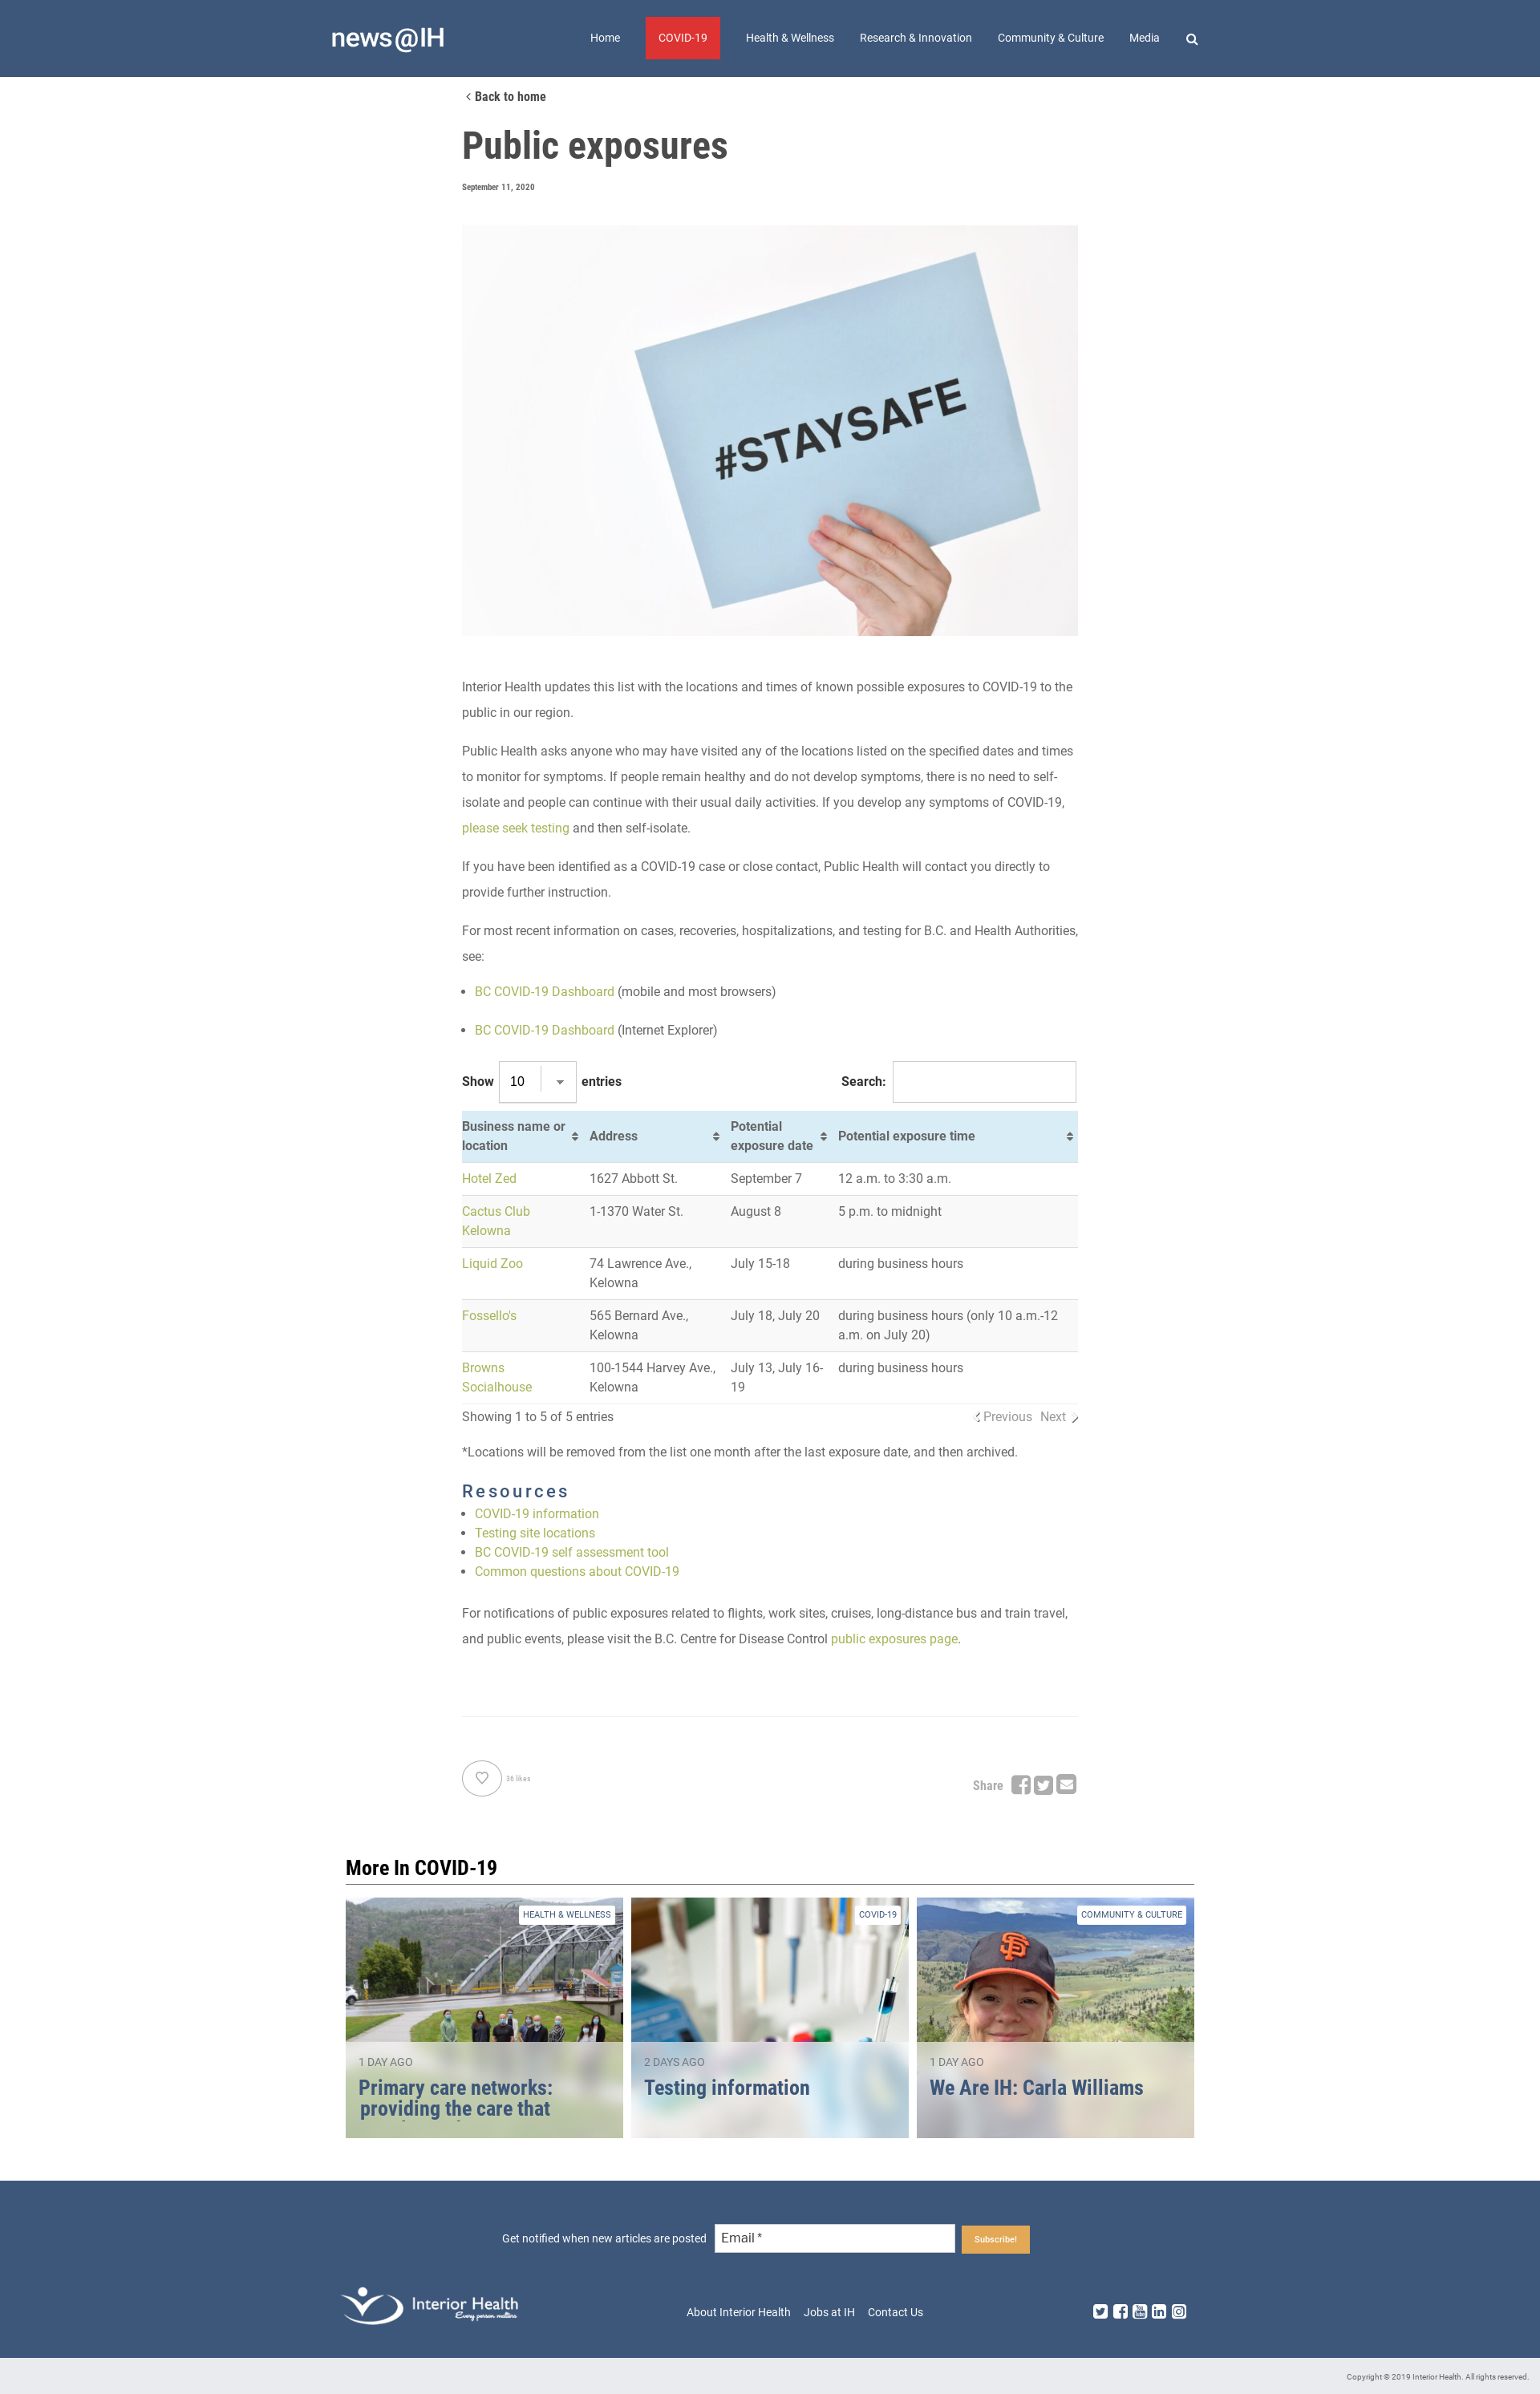 news@IH
Home COVID-19 Health & Wellness Research & Innovation Community & Culture Media
Back to home
Public exposures
September 11, 2020
#STAYSAFE
Interior Health updates this list with the locations and times of known possible exposures to COVID-19 to the
public in our region.
Public Health asks anyone who may have visited any of the locations listed on the specified dates and times
to monitor for symptoms. If people remain healthy and do not develop symptoms, there is no need to self-
isolate and people can continue with their usual daily activities. If you develop any symptoms of COVID-19,
please seek testing and then self-isolate.
If you have been identified as a COVID-19 case or close contact, Public Health will contact you directly to
provide further instruction.
For most recent information on cases, recoveries, hospitalizations, and testing for B.C. and Health Authorities,
see:
• BC COVID-19 Dashboard (mobile and most browsers)
• BC COVID-19 Dashboard (Internet Explorer)
Show 10 entries Search:
Business name or
location
Address
Potential
exposure date
Potential exposure time
Hotel Zed 1627 Abbott St. September 7 12 a.m. to 3:30 a.m.
Cactus Club
Kelowna
1-1370 Water St. August 8 5 p.m. to midnight
Liquid Zoo
74 Lawrence Ave.,
Kelowna
July 15-18 during business hours
Fossello's
565 Bernard Ave.,
Kelowna
July 18, July 20
during business hours (only 10 a.m.-12
a.m. on July 20)
Browns
Socialhouse
100-1544 Harvey Ave.,
Kelowna
July 13, July 16-
19
during business hours
Showing 1 to 5 of 5 entries Previous Next
*Locations will be removed from the list one month after the last exposure date, and then archived.
Resources
• COVID-19 information
• Testing site locations
• BC COVID-19 self assessment tool
• Common questions about COVID-19
For notifications of public exposures related to flights, work sites, cruises, long-distance bus and train travel,
and public events, please visit the B.C. Centre for Disease Control public exposures page.
36 likes
Share
More In COVID-19
HEALTH & WELLNESS
1 DAY AGO
Primary care networks:
providing the care that
COVID-19
2 DAYS AGO
Testing information
COMMUNITY & CULTURE
SF
1 DAY AGO
We Are IH: Carla Williams
Get notified when new articles are posted Email * Subscribe!
Interior Health
Every person matters
About Interior Health Jobs at IH Contact Us
Copyright © 2019 Interior Health. All rights reserved.